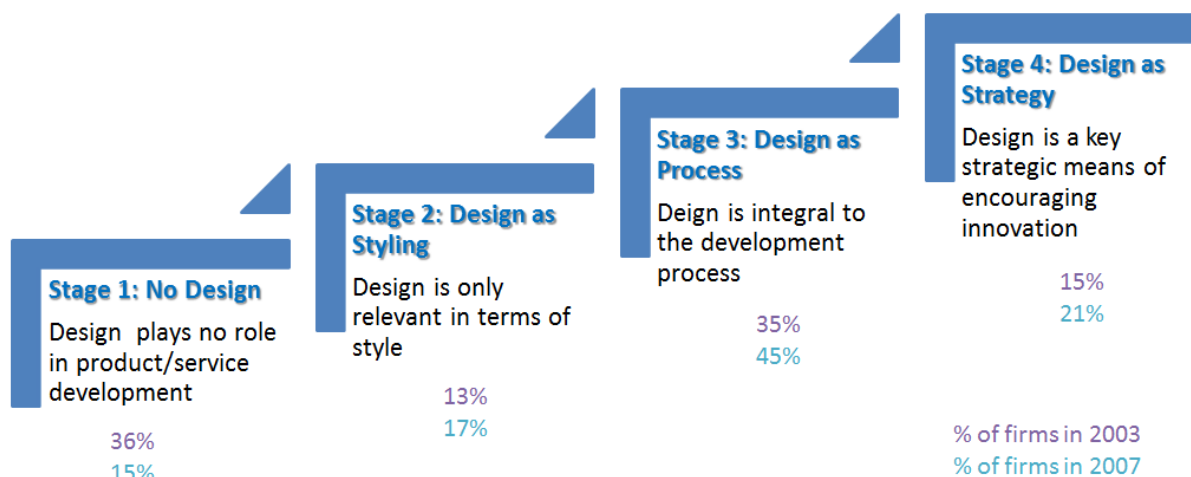 Stage 1: No Design
Design plays no role
in product/service
development
36%
15%
Stage 2: Design as
Styling
Design is only
relevant in terms of
style
13%
17%
Stage 3: Design as
Process
Deign is integral to
the development
process
35%
45%
Stage 4: Design as
Strategy
Design is a key
strategic means of
encouraging
innovation
15%
21%
% of firms in 2003
% of firms in 2007